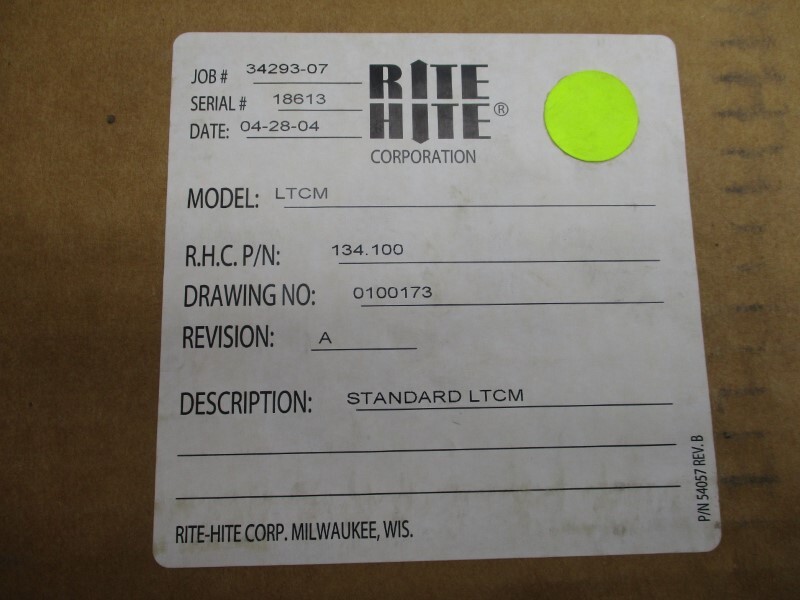 JOB # 34293-07
SERIAL # 18613
DATE: 04-28-04
RITE
HITE®
CORPORATION
MODEL: LTCM
R.H.C. P/N: 134.100
DRAWING NO: 0100173
REVISION: A
DESCRIPTION: STANDARD LTCM
P/N 54057 REV. B
RITE-HITE CORP. MILWAUKEE, WIS.